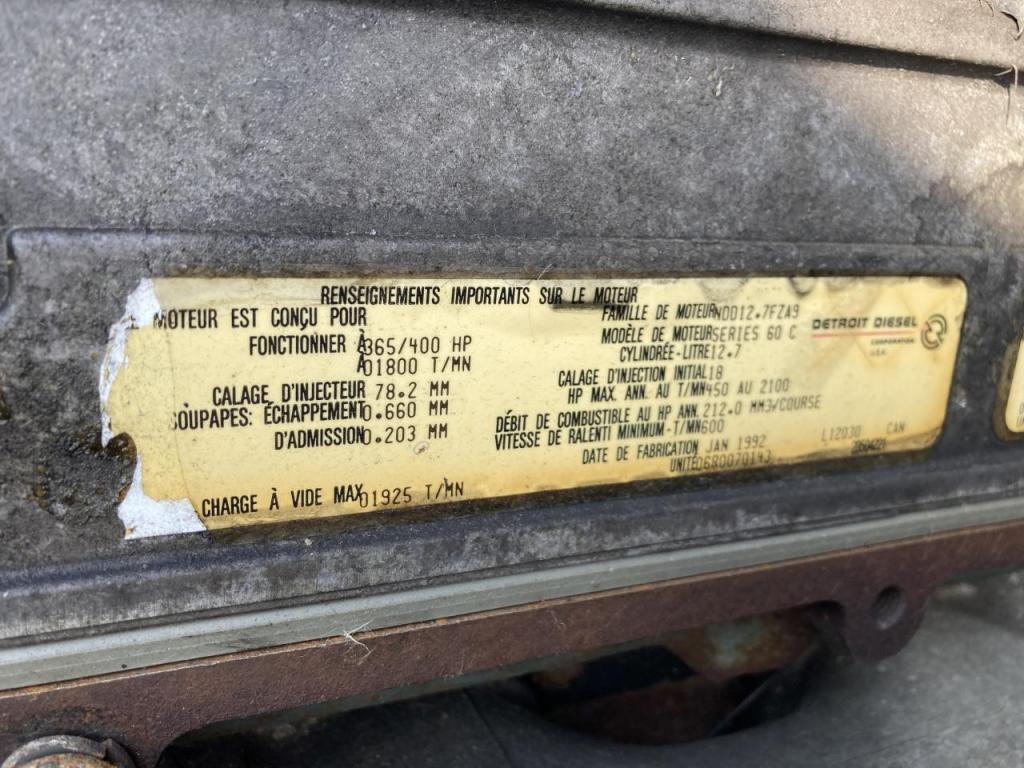 RENSEIGNEMENTS IMPORTANTS SUR LE MOTEUR
MOTEUR EST CONÇU POUR
FONCTIONNER À 365/400 HP
À 01800 T/MN
CALAGE D'INJECTEUR 78.2 MM
SOUPAPES: ÉCHAPPEMENT 0.660 MM
D'ADMISSION 0.203 MM
CHARGE À VIDE MAX 01925 T/MN
FAMILLE DE MOTEUR NDD12.7FZA9
MODÈLE DE MOTEUR SERIES 60 C
CYLINDRÉE-LITRE 12.7
CALAGE D'INJECTION INITIAL 18
HP MAX. ANN. AU T/MN 450 AU 2100
DÉBIT DE COMBUSTIBLE AU HP ANN. 212.0 MM3/COURSE
VITESSE DE RALENTI MINIMUM-T/MN 600
DATE DE FABRICATION JAN 1992
UNITÉ 06R0070143
L12030 CAN
DETROIT DIESEL
CORPORATION
U.S.A.